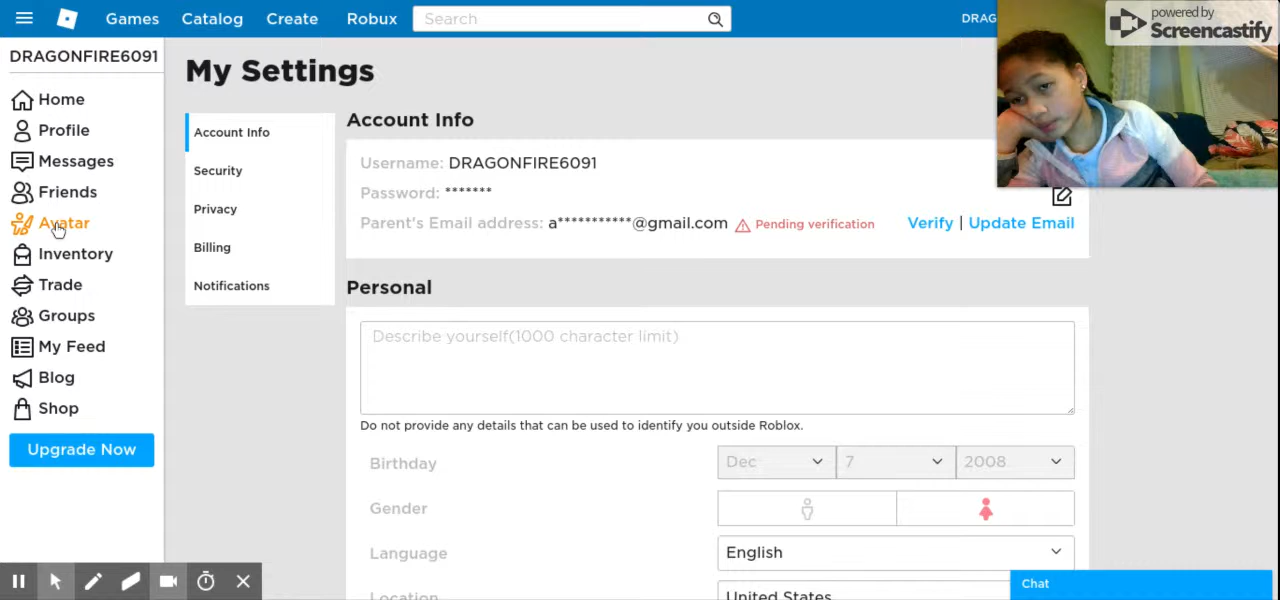 Games Catalog Create Robux Search DRAG
powered by
Screencastify
DRAGONFIRE6091
Home
Profile
Messages
Friends
Avatar
Inventory
Trade
Groups
My Feed
Blog
Shop
Upgrade Now
My Settings
Account Info
Security
Privacy
Billing
Notifications
Account Info
Username: DRAGONFIRE6091
Password: *******
Parent's Email address: a***********@gmail.com Pending verification Verify | Update Email
Personal
Describe yourself(1000 character limit)
Do not provide any details that can be used to identify you outside Roblox.
Birthday Dec 7 2008
Gender
Language English
Location United States
Chat